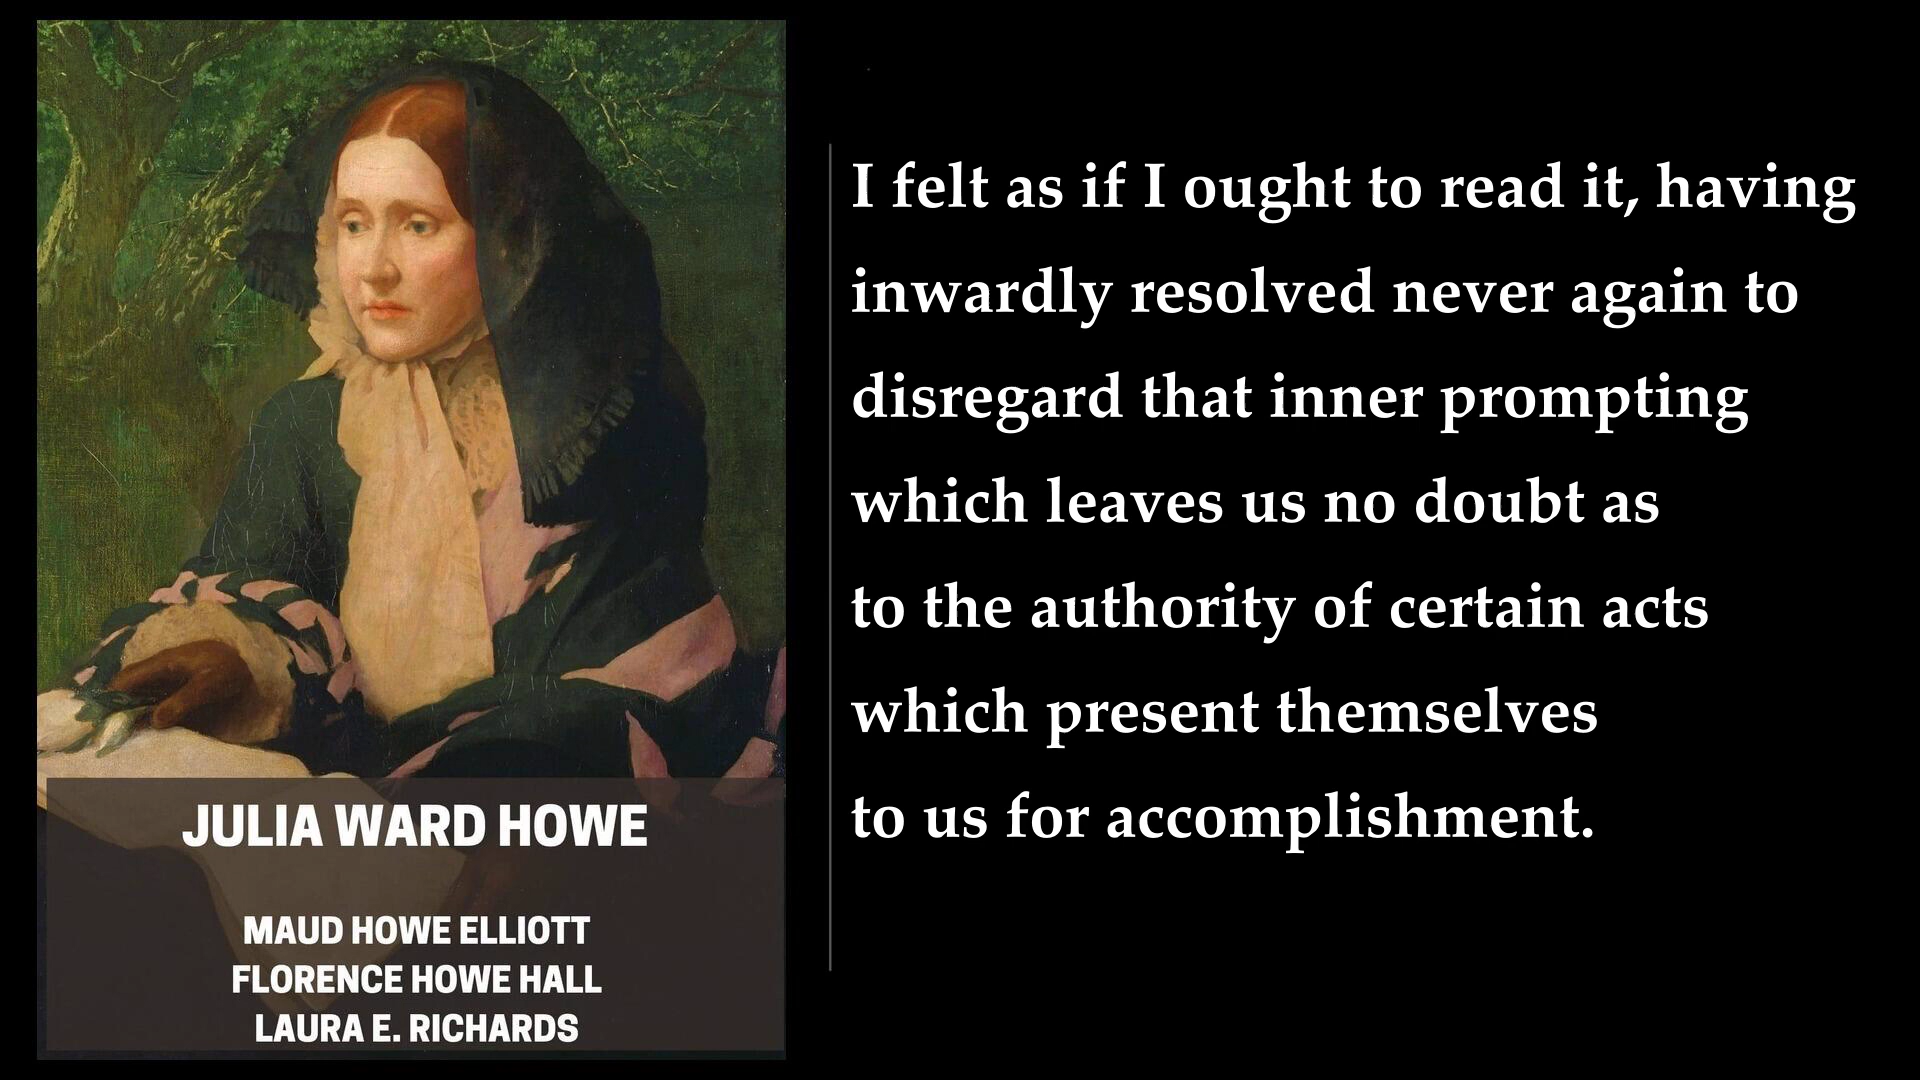 JULIA WARD HOWE
MAUD HOWE ELLIOTT
FLORENCE HOWE HALL
LAURA E. RICHARDS
I felt as if I ought to read it, having
inwardly resolved never again to
disregard that inner prompting
which leaves us no doubt as
to the authority of certain acts
which present themselves
to us for accomplishment.